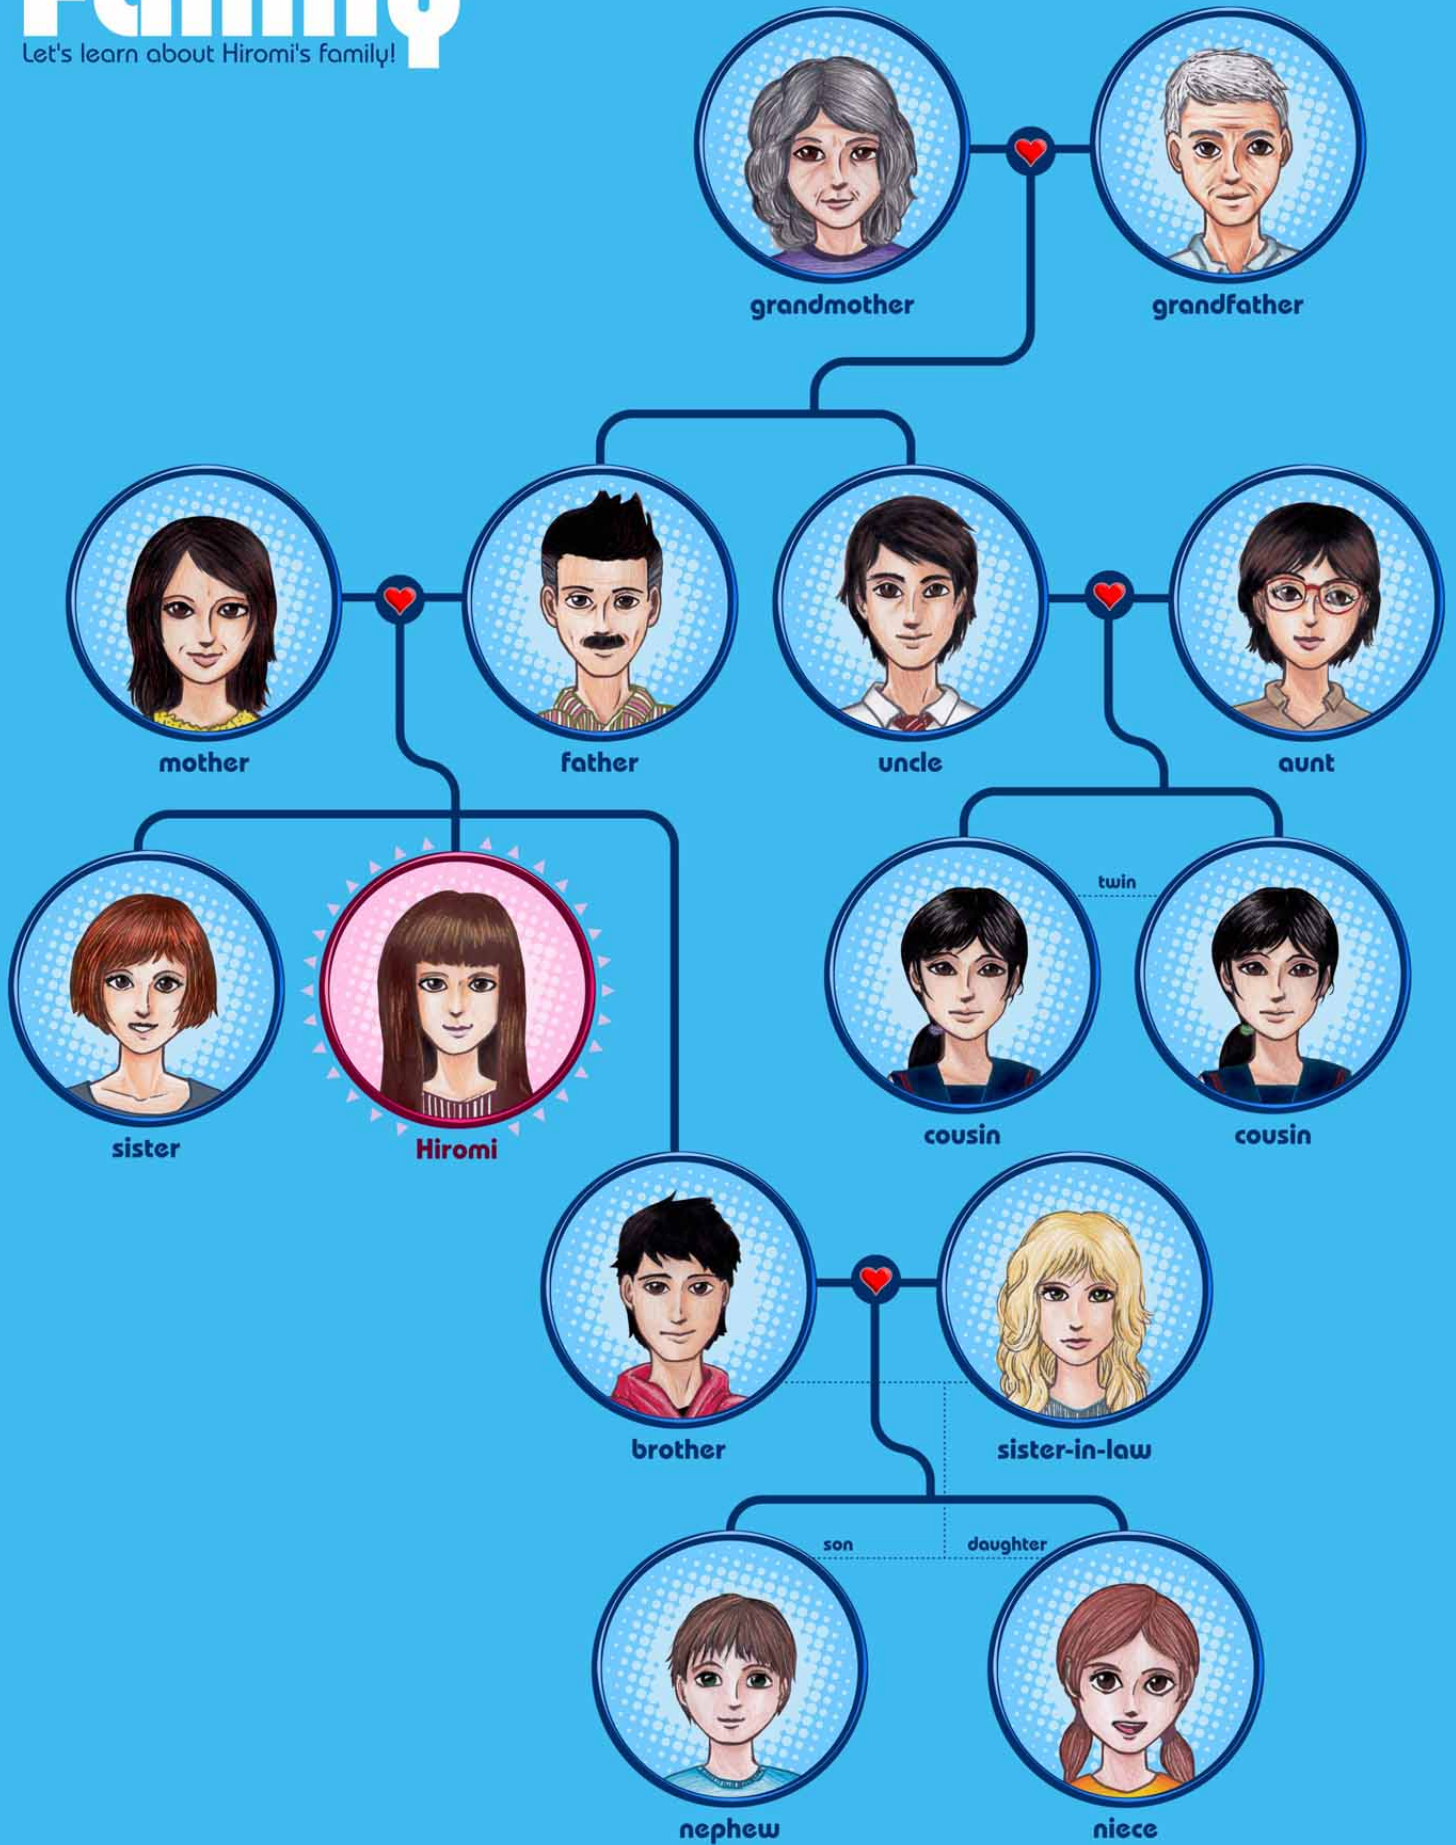 Family
Let's learn about Hiromi's family!
grandmother
grandfather
mother
father
uncle
aunt
twin
sister
Hiromi
cousin
cousin
brother
sister-in-law
son
daughter
nephew
niece